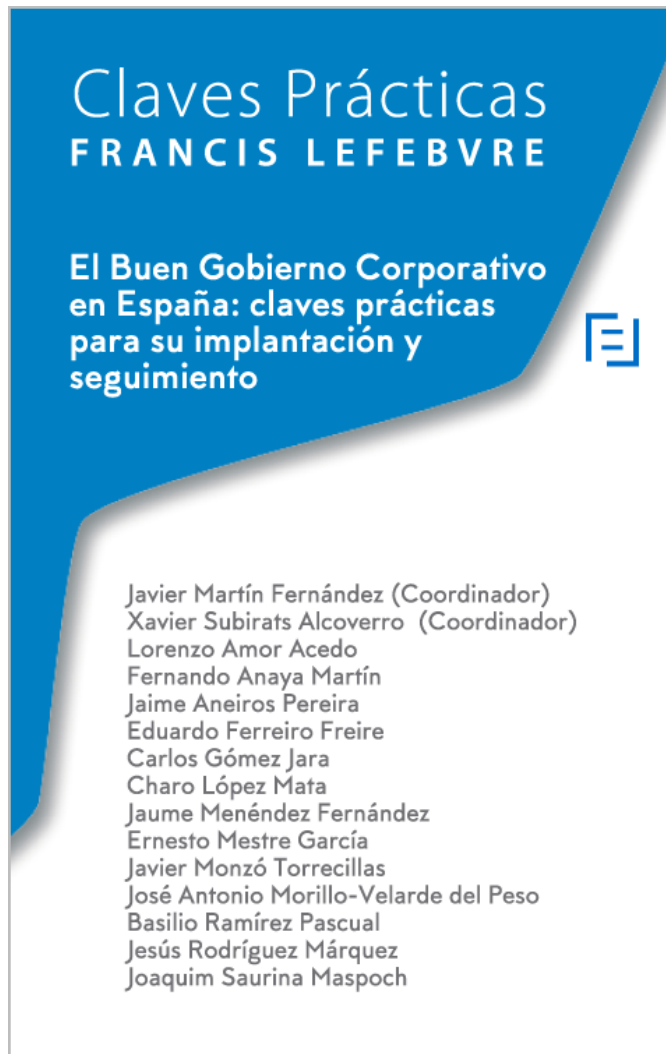 Claves Prácticas
FRANCIS LEFEBVRE
El Buen Gobierno Corporativo
en España: claves prácticas
para su implantación y
seguimiento
Javier Martín Fernández (Coordinador)
Xavier Subirats Alcoverro (Coordinador)
Lorenzo Amor Acedo
Fernando Anaya Martín
Jaime Aneiros Pereira
Eduardo Ferreiro Freire
Carlos Gómez Jara
Charo López Mata
Jaume Menéndez Fernández
Ernesto Mestre García
Javier Monzó Torrecillas
José Antonio Morillo-Velarde del Peso
Basilio Ramírez Pascual
Jesús Rodríguez Márquez
Joaquim Saurina Maspoch